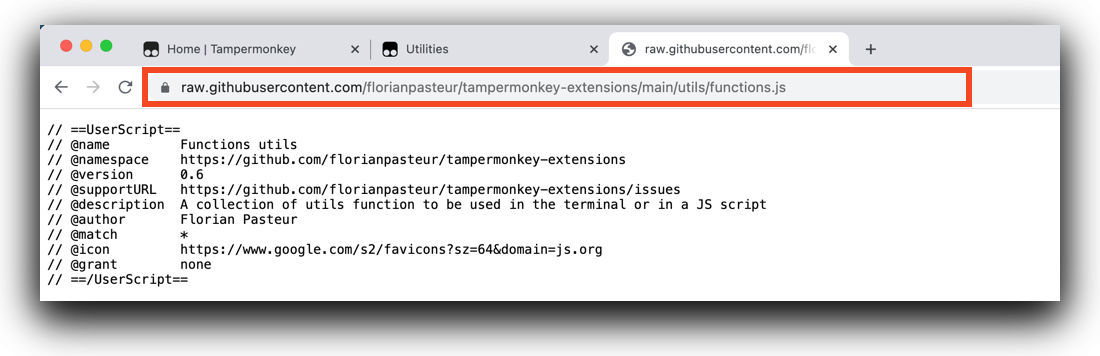 Home | Tampermonkey
Utilities
raw.githubusercontent.com/flo
raw.githubusercontent.com/florianpasteur/tampermonkey-extensions/main/utils/functions.js
// ==UserScript==
// @name         Functions utils
// @namespace    https://github.com/florianpasteur/tampermonkey-extensions
// @version      0.6
// @supportURL   https://github.com/florianpasteur/tampermonkey-extensions/issues
// @description  A collection of utils function to be used in the terminal or in a JS script
// @author       Florian Pasteur
// @match        *
// @icon         https://www.google.com/s2/favicons?sz=64&domain=js.org
// @grant        none
// ==/UserScript==